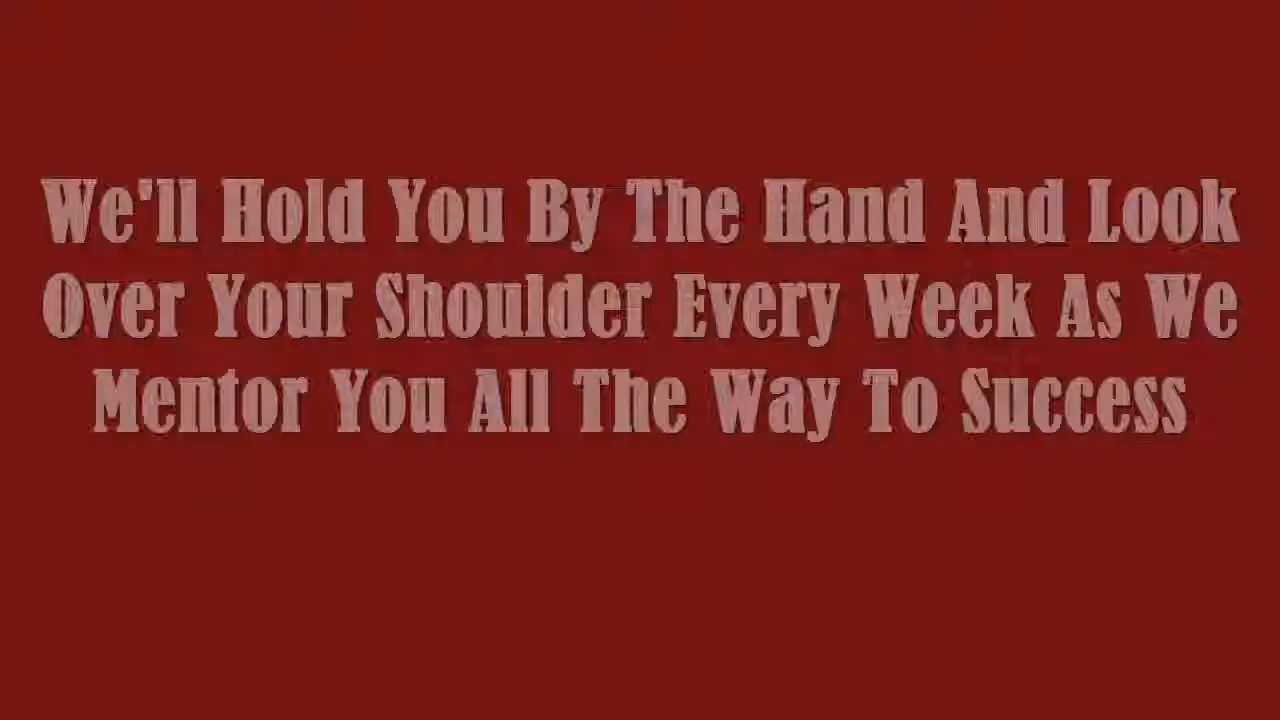 We'll Hold You By The Hand And Look
Over Your Shoulder Every Week As We
Mentor You All The Way To Success